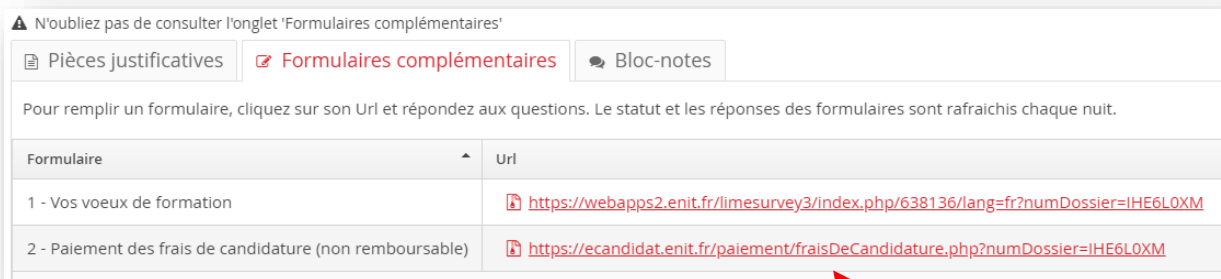 N'oubliez pas de consulter l'onglet 'Formulaires complémentaires'
Pièces justificatives Formulaires complémentaires Bloc-notes
Pour remplir un formulaire, cliquez sur son Url et répondez aux questions. Le statut et les réponses des formulaires sont rafraichis chaque nuit.
Formulaire Url
1 - Vos voeux de formation https://webapps2.enit.fr/limesurvey3/index.php/638136/lang=fr?numDossier=IHE6L0XM
2 - Paiement des frais de candidature (non remboursable) https://ecandidat.enit.fr/paiement/fraisDeCandidature.php?numDossier=IHE6L0XM